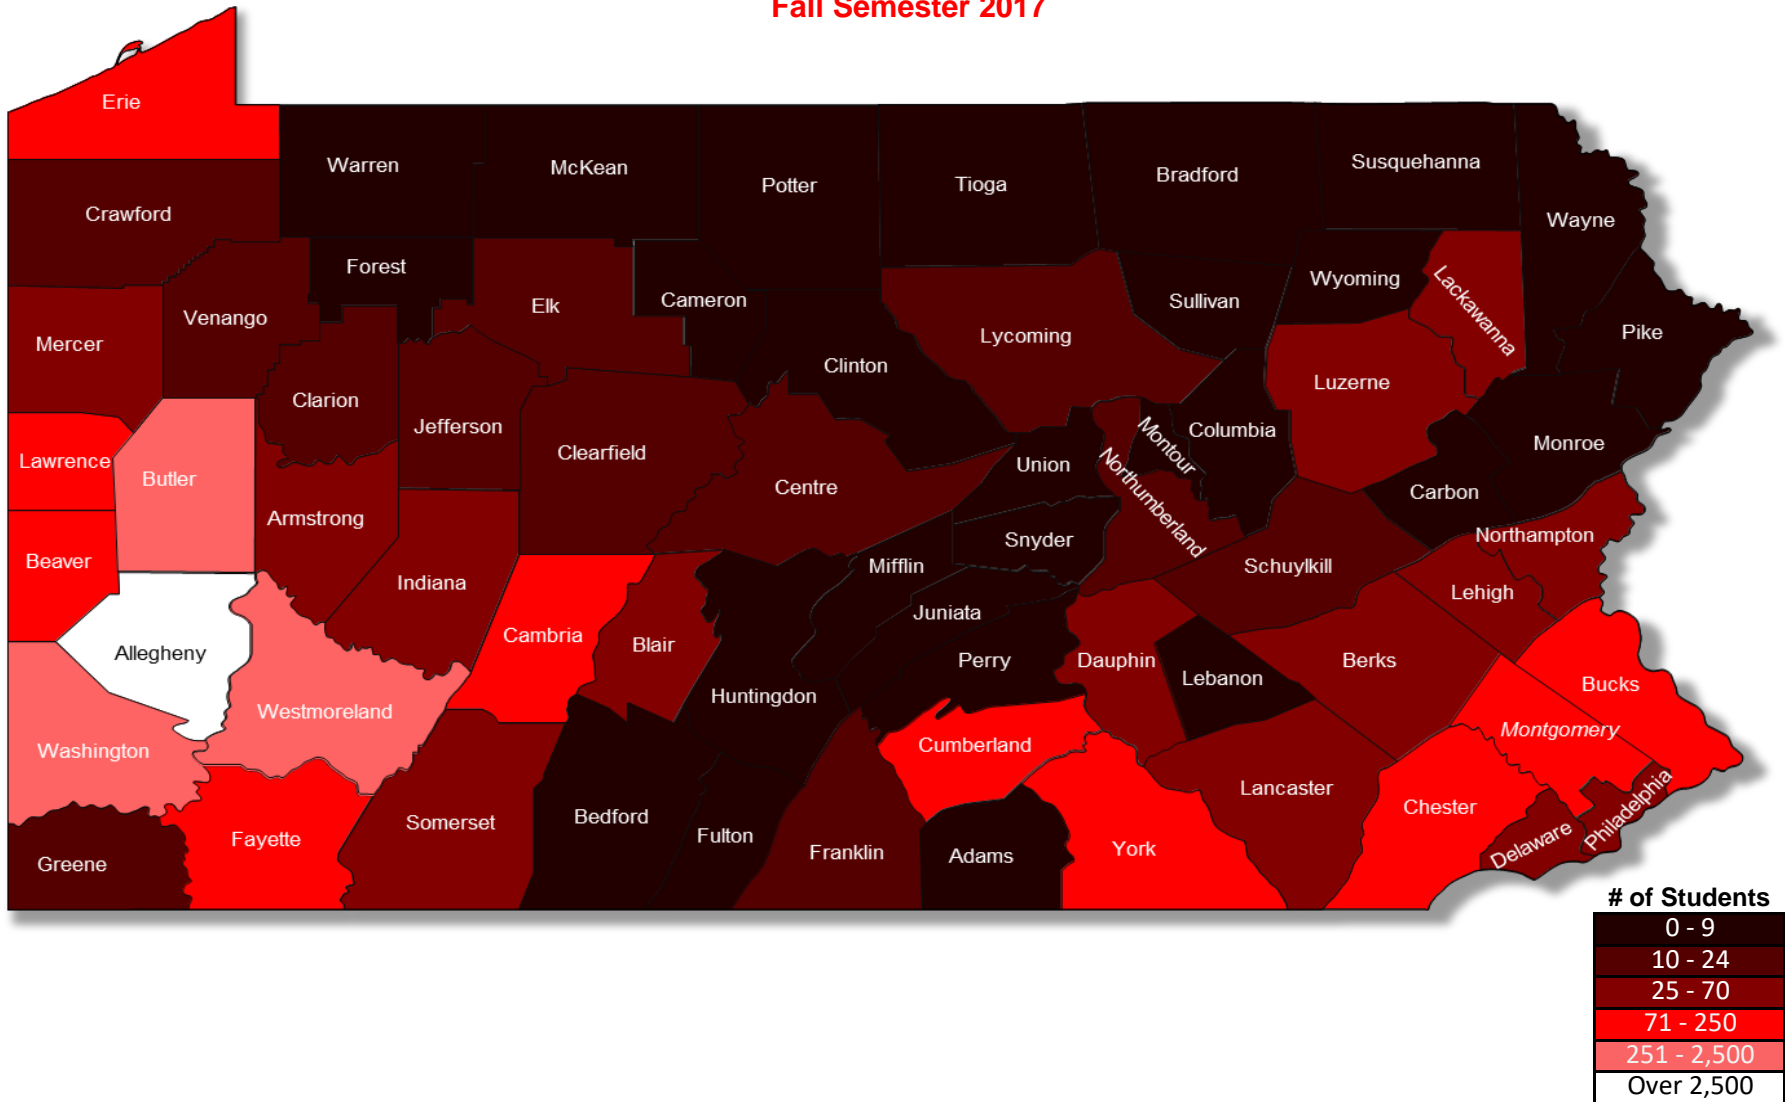 Fall Semester 2017
Erie
Warren
McKean
Potter
Tioga
Bradford
Susquehanna
Wayne
Crawford
Forest
Venango
Elk
Cameron
Clinton
Lycoming
Sullivan
Wyoming
Lackawanna
Pike
Mercer
Clarion
Jefferson
Clearfield
Centre
Union
Montour
Columbia
Luzerne
Monroe
Carbon
Lawrence
Butler
Armstrong
Northumberland
Snyder
Mifflin
Juniata
Schuylkill
Northampton
Lehigh
Beaver
Indiana
Cambria
Blair
Huntingdon
Perry
Dauphin
Lebanon
Berks
Bucks
Allegheny
Westmoreland
Washington
Cumberland
Montgomery
Greene
Fayette
Somerset
Bedford
Fulton
Franklin
Adams
York
Lancaster
Chester
Delaware
Philadelphia
# of Students
0 - 9
10 - 24
25 - 70
71 - 250
251 - 2,500
Over 2,500